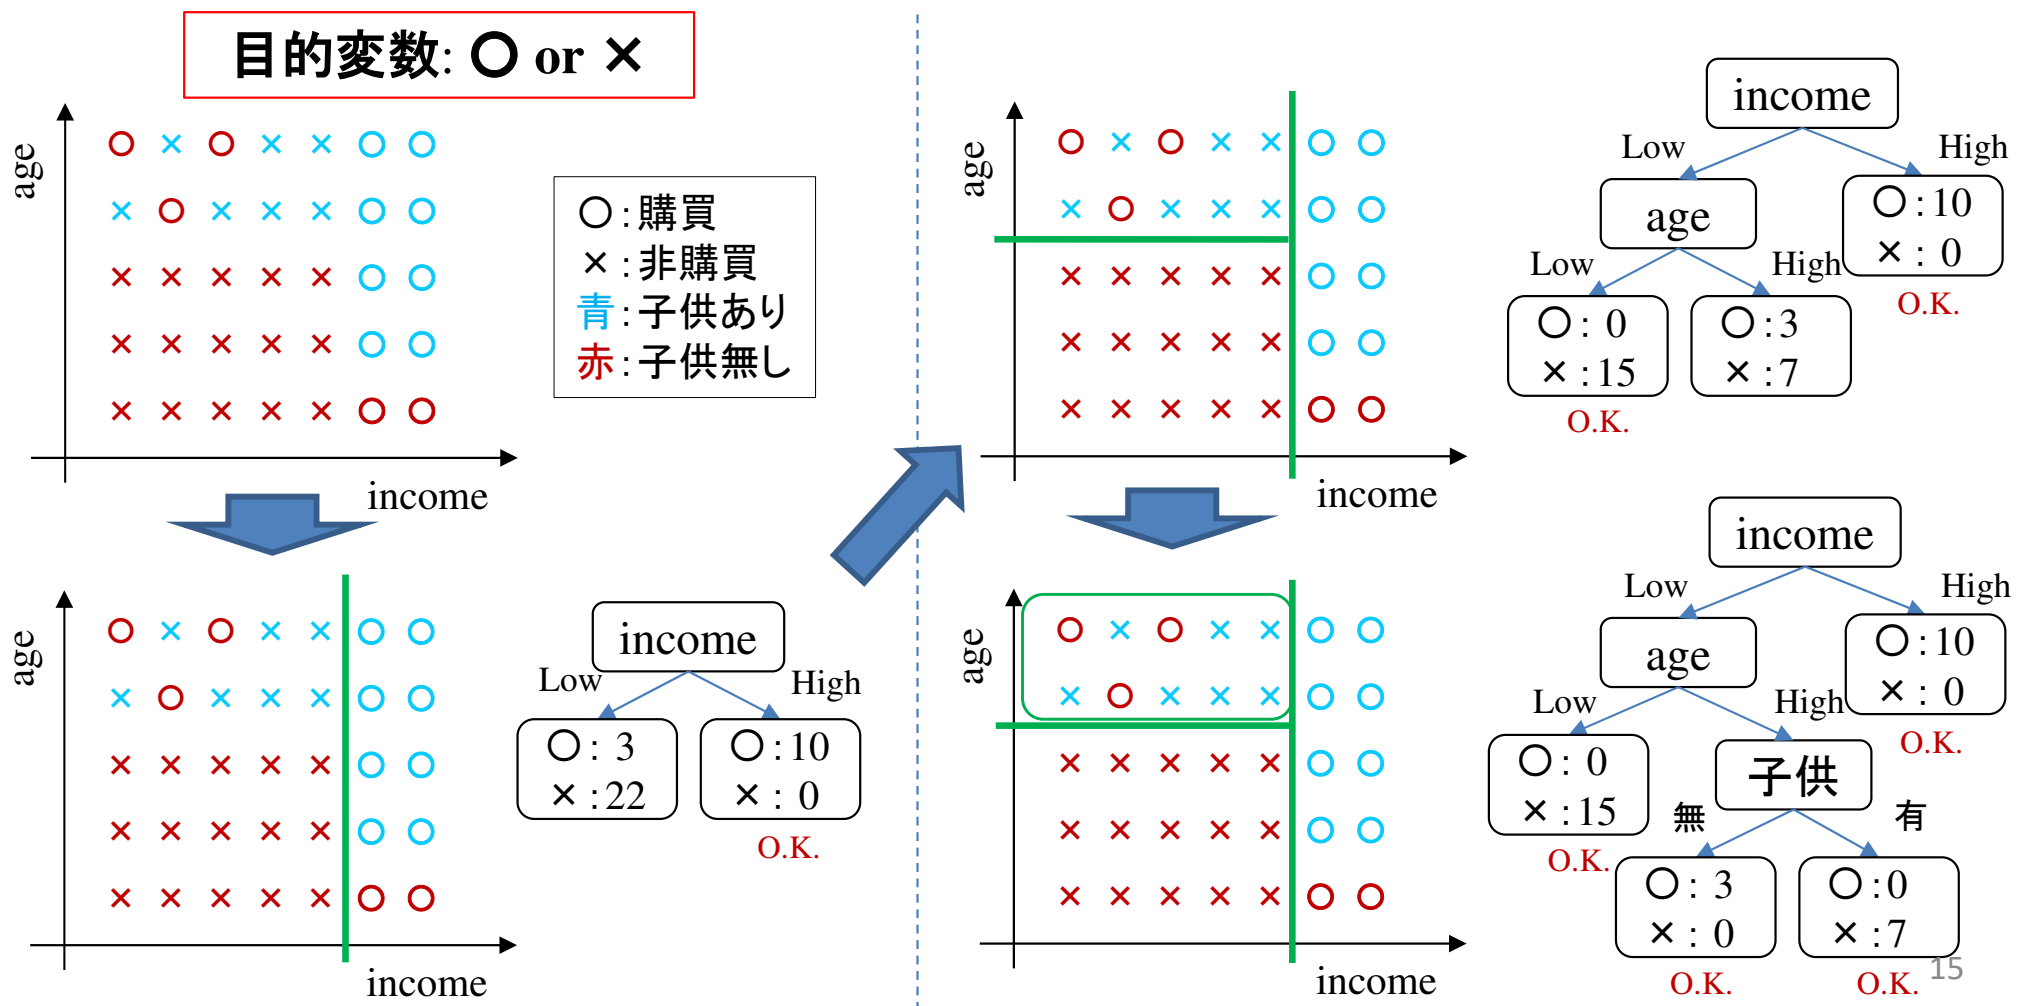 目的変数: ○ or ×
age
income
○:購買
×:非購買
青:子供あり
赤:子供無し
age
income
income
Low
High
○: 3
×:22
○:10
×: 0
O.K.
age
income
income
Low
High
age
○:10
×: 0
O.K.
Low
High
○: 0
×:15
O.K.
○:3
×:7
age
income
income
Low
High
age
○:10
×: 0
O.K.
Low
High
○: 0
×:15
O.K.
子供
無
有
○: 3
×: 0
O.K.
○:0
×:7
O.K.
15